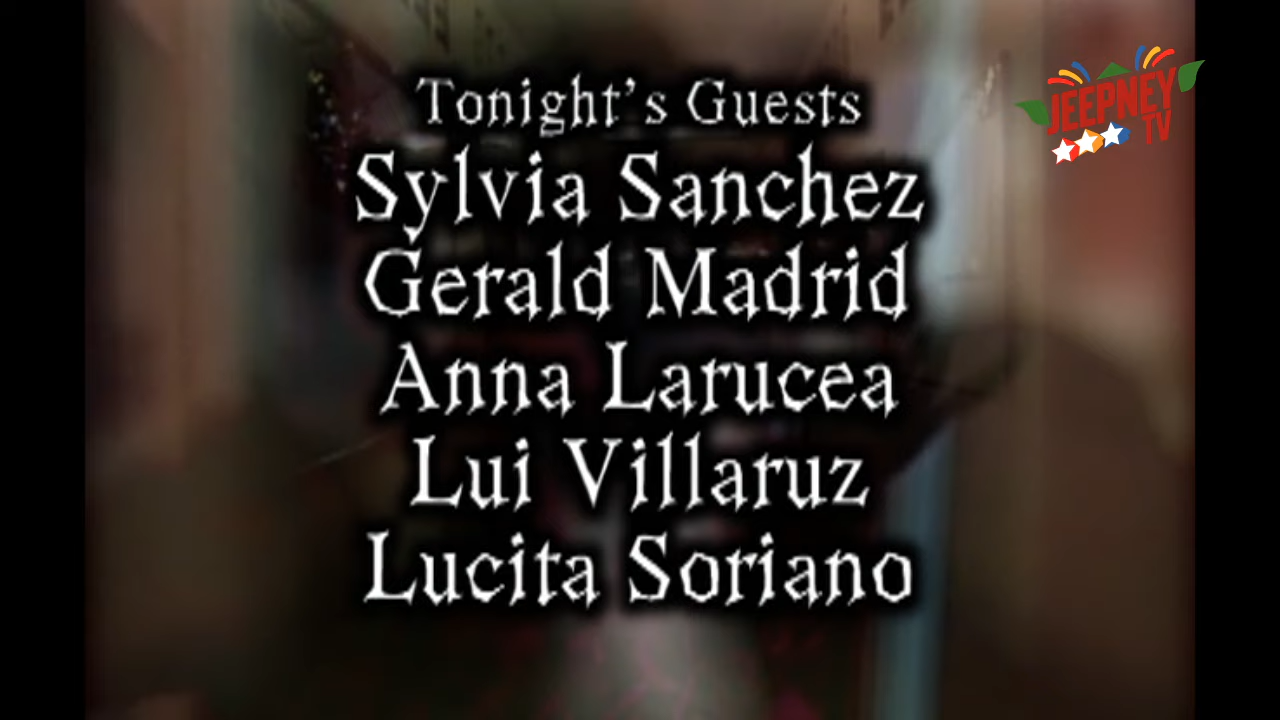 Tonight's Guests
Sylvia Sanchez
Gerald Madrid
Anna Larucea
Lui Villaruz
Lucita Soriano
JEEPNEY
TV